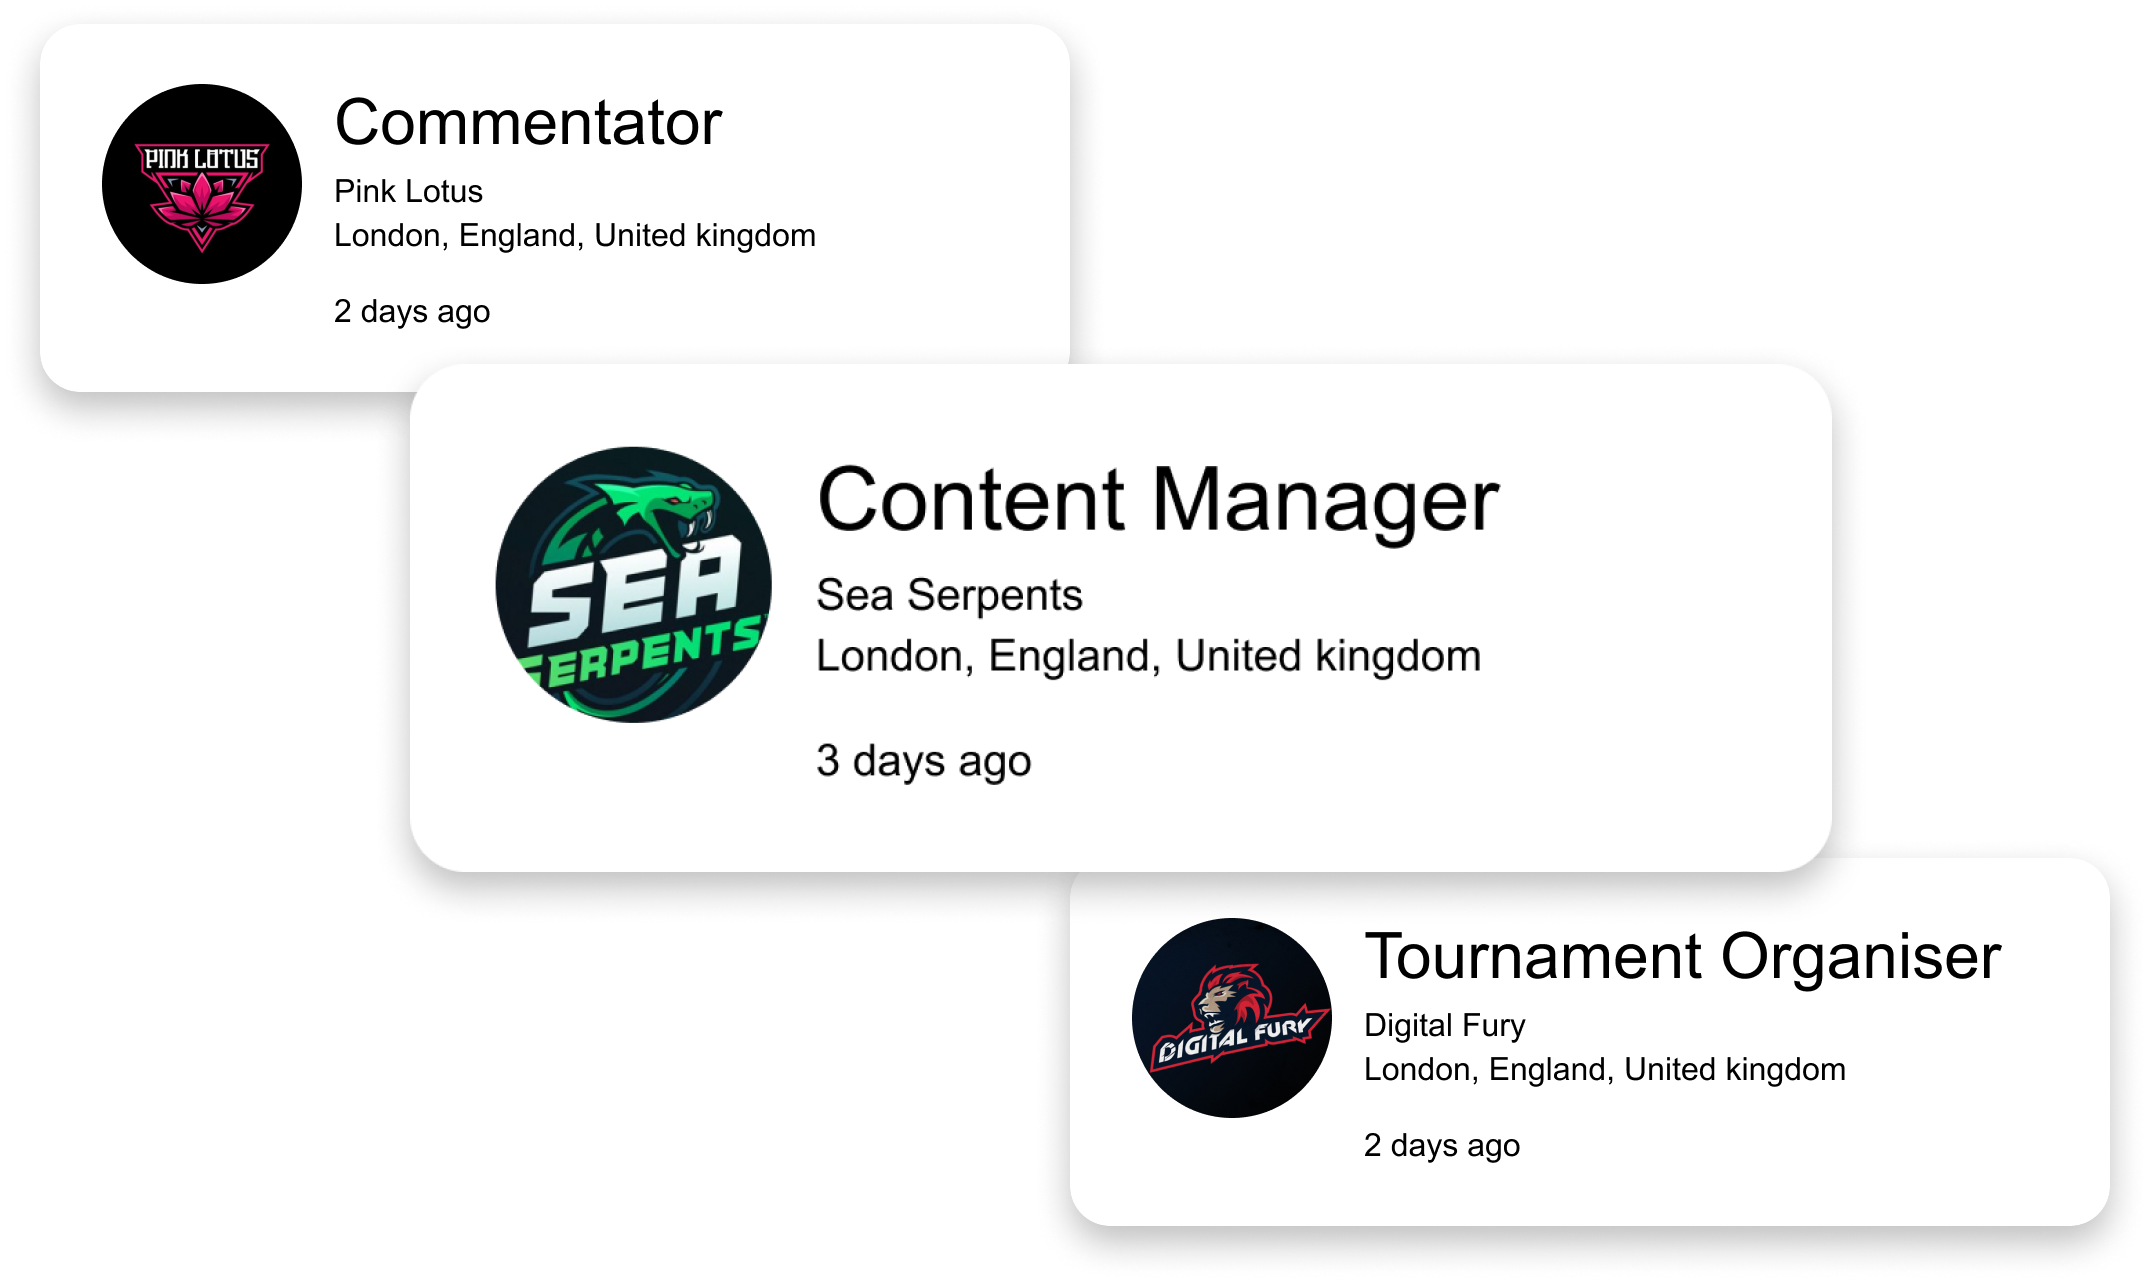 PINK LOTUS
Commentator
Pink Lotus
London, England, United kingdom
2 days ago
SEA
SERPENTS
Content Manager
Sea Serpents
London, England, United kingdom
3 days ago
DIGITAL FURY
Tournament Organiser
Digital Fury
London, England, United kingdom
2 days ago